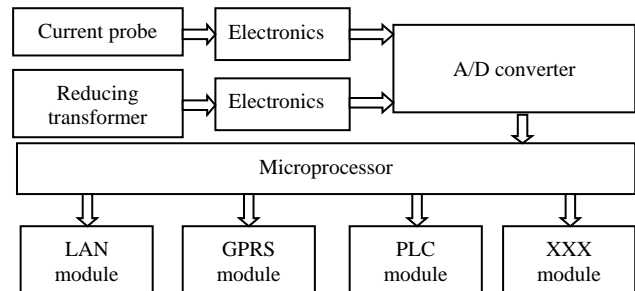 Current probe
Electronics
A/D converter
Reducing
transformer
Electronics
Microprocessor
LAN
module
GPRS
module
PLC
module
XXX
module